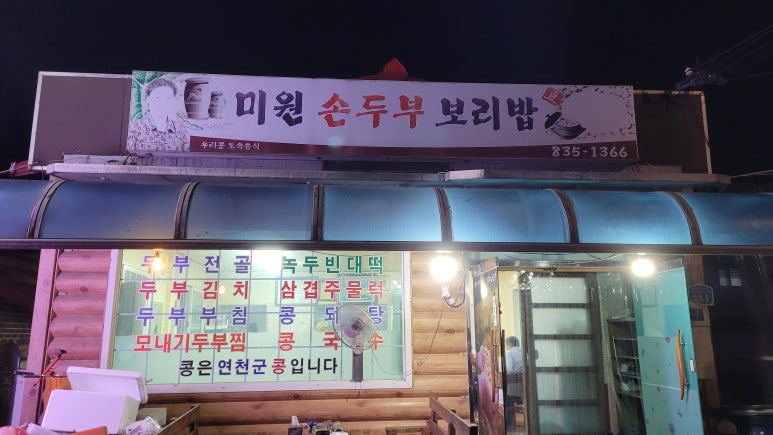 미원 손두부 보리밥
우리콩 토속음식
835-1366
두부전골 녹두빈대떡
두부김치 삼겹주물럭
두부부침 콩되탕
모내기두부찜 콩국수
콩은 연천군 콩입니다